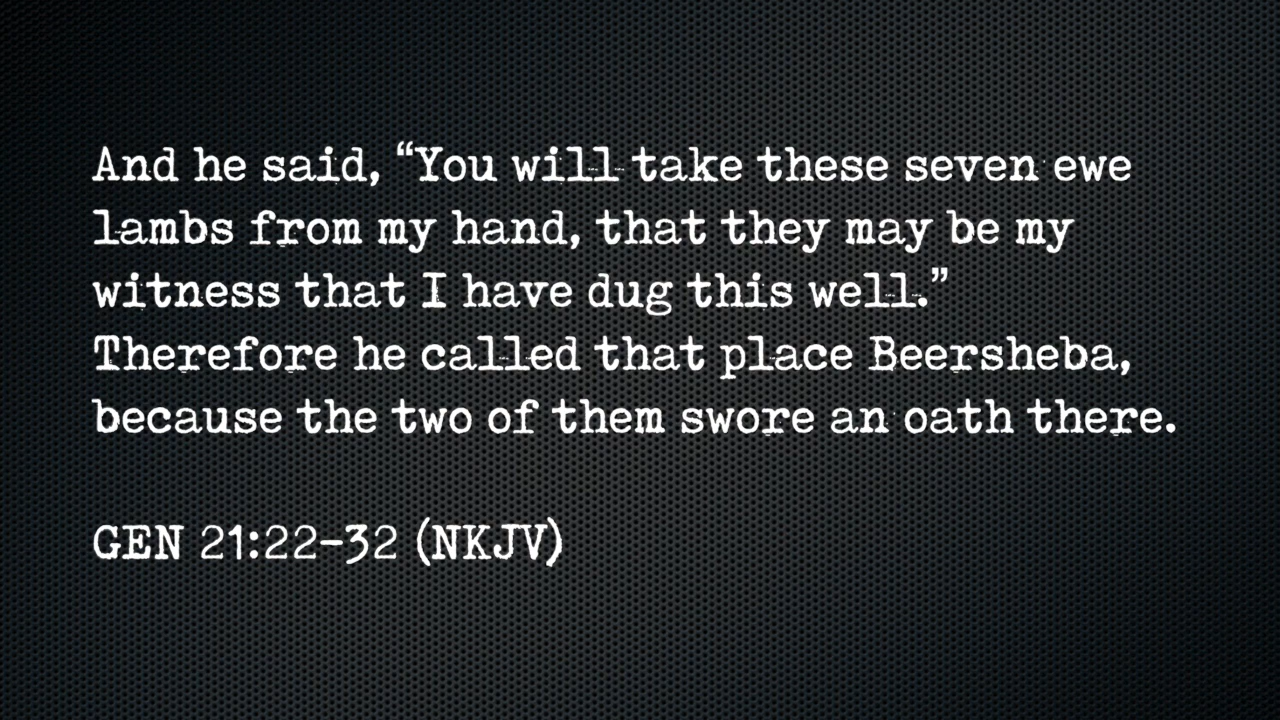 And he said, “You will take these seven ewe
lambs from my hand, that they may be my
witness that I have dug this well.”
Therefore he called that place Beersheba,
because the two of them swore an oath there.
GEN 21:22-32 (NKJV)